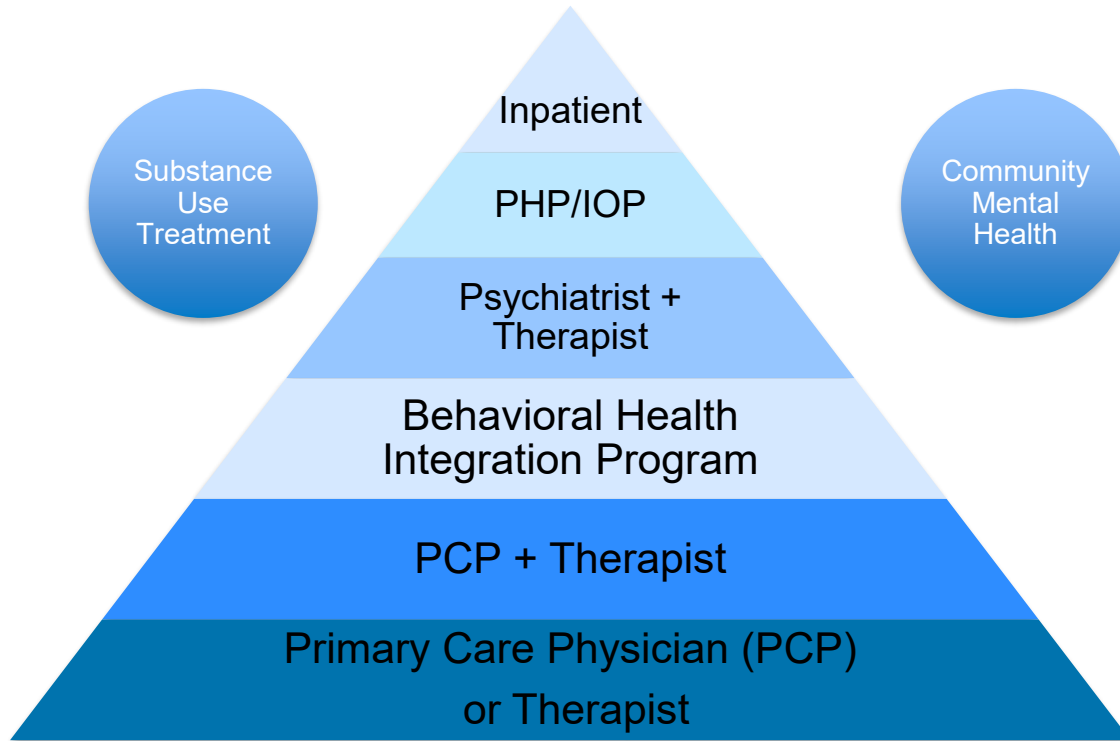 Inpatient
Substance
Use
Treatment
Community
Mental
Health
PHP/IOP
Psychiatrist +
Therapist
Behavioral Health
Integration Program
PCP + Therapist
Primary Care Physician (PCP)
or Therapist